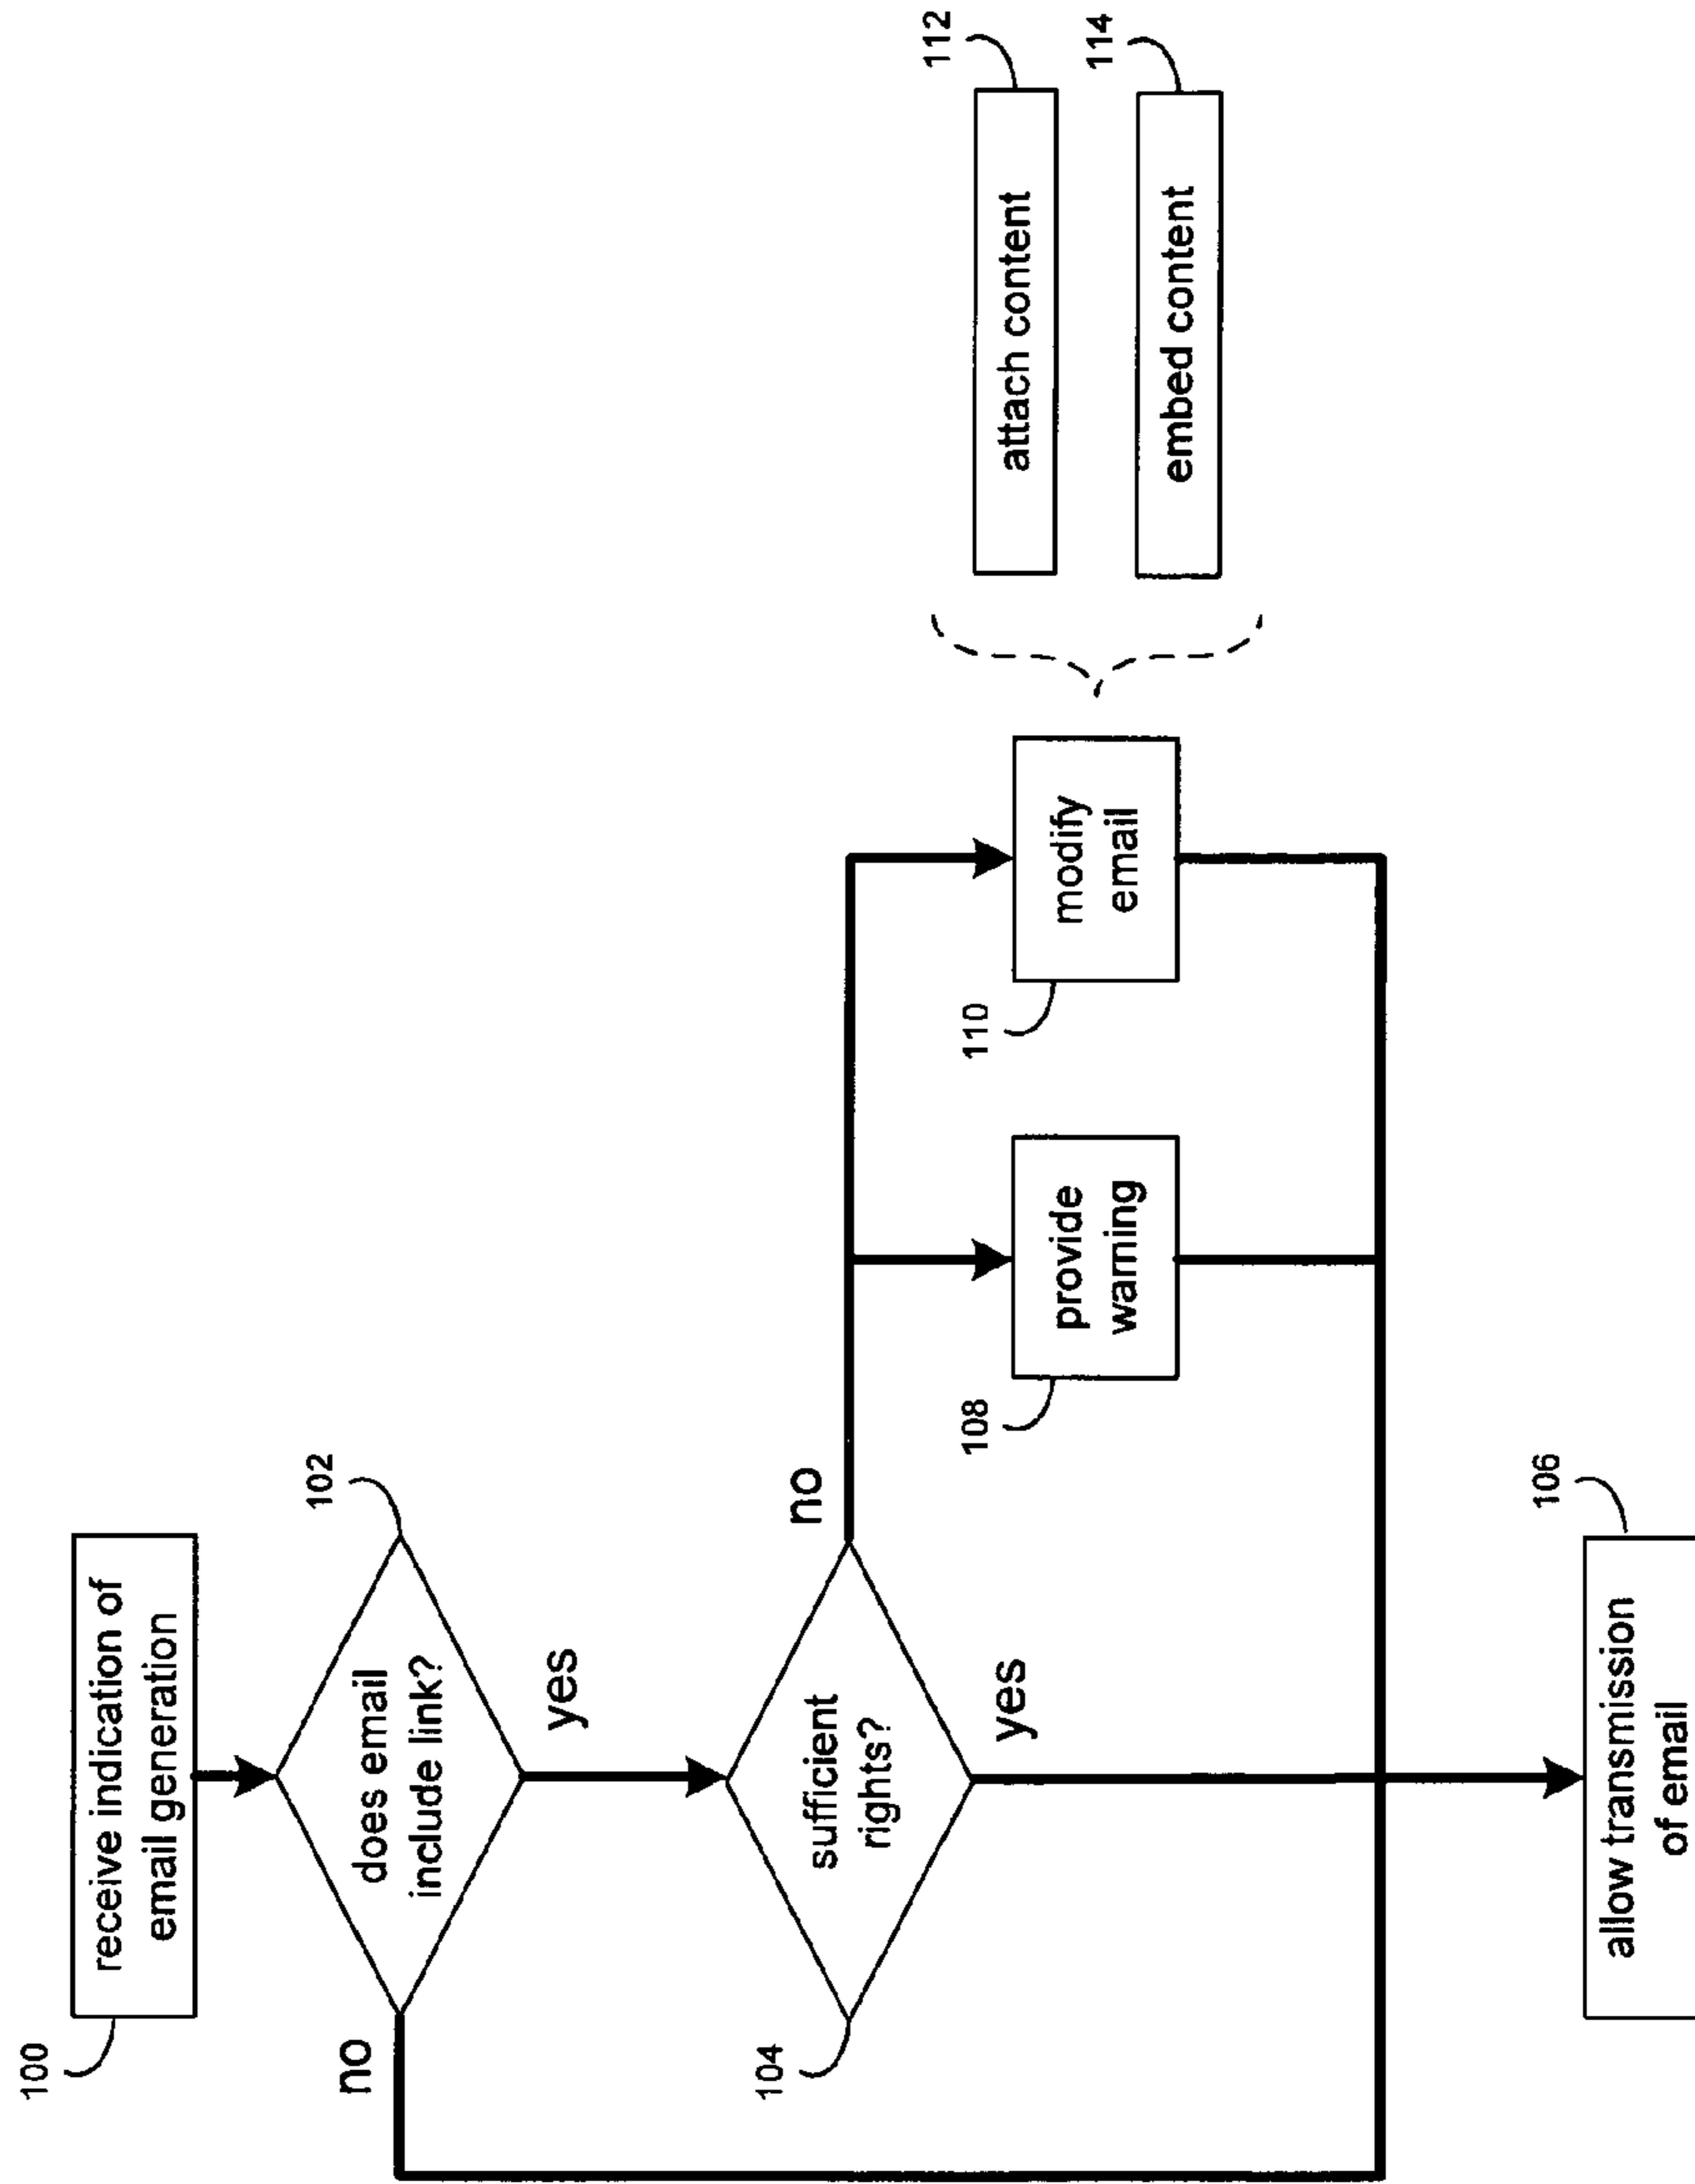 100
receive indication of
email generation
102
does email
include link?
no
yes
104
sufficient
rights?
no
yes
108
provide
warning
110
modify
email
112
attach content
114
embed content
106
allow transmission
of email